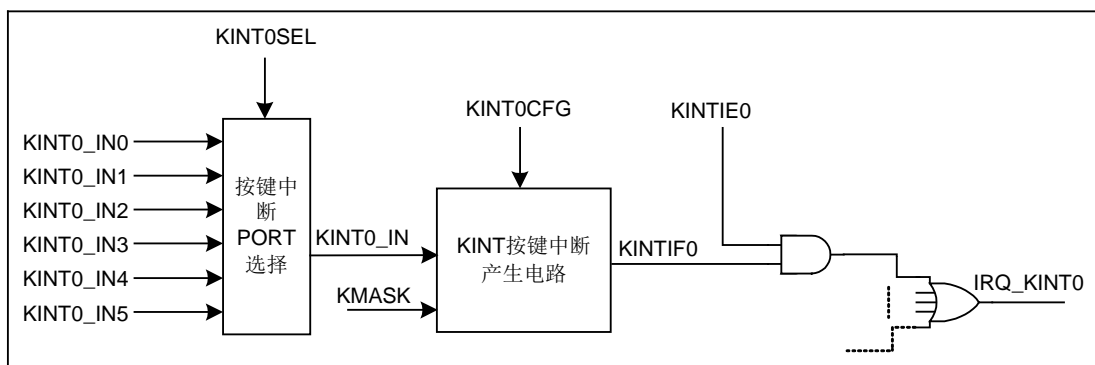 KINT0SEL
KINT0CFG
KINTIE0
KINT0_IN0
KINT0_IN1
KINT0_IN2
KINT0_IN3
KINT0_IN4
KINT0_IN5
按键中
断
PORT
选择
KINT0_IN
KMASK
KINT按键中断
产生电路
KINTIF0
IRQ_KINT0